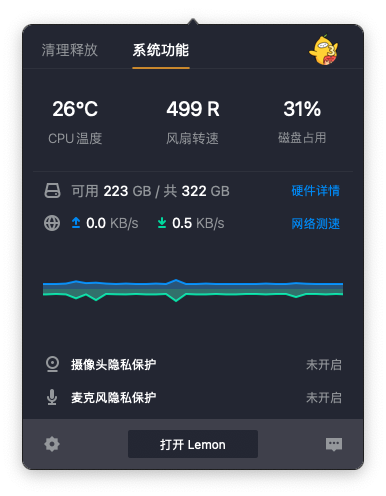 清理释放 系统功能
26°C 499 R 31%
CPU温度 风扇转速 磁盘占用
可用 223 GB / 共 322 GB 硬件详情
0.0 KB/s 0.5 KB/s 网络测速
摄像头隐私保护 未开启
麦克风隐私保护 未开启
打开 Lemon